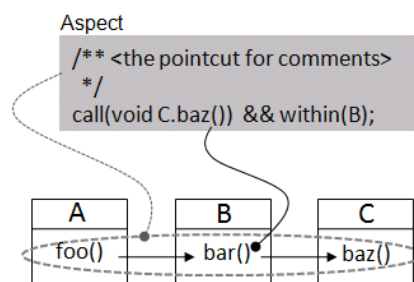 Aspect
/** <the pointcut for comments>
*/
call(void C.baz()) && within(B);
A B C
foo() bar() baz()